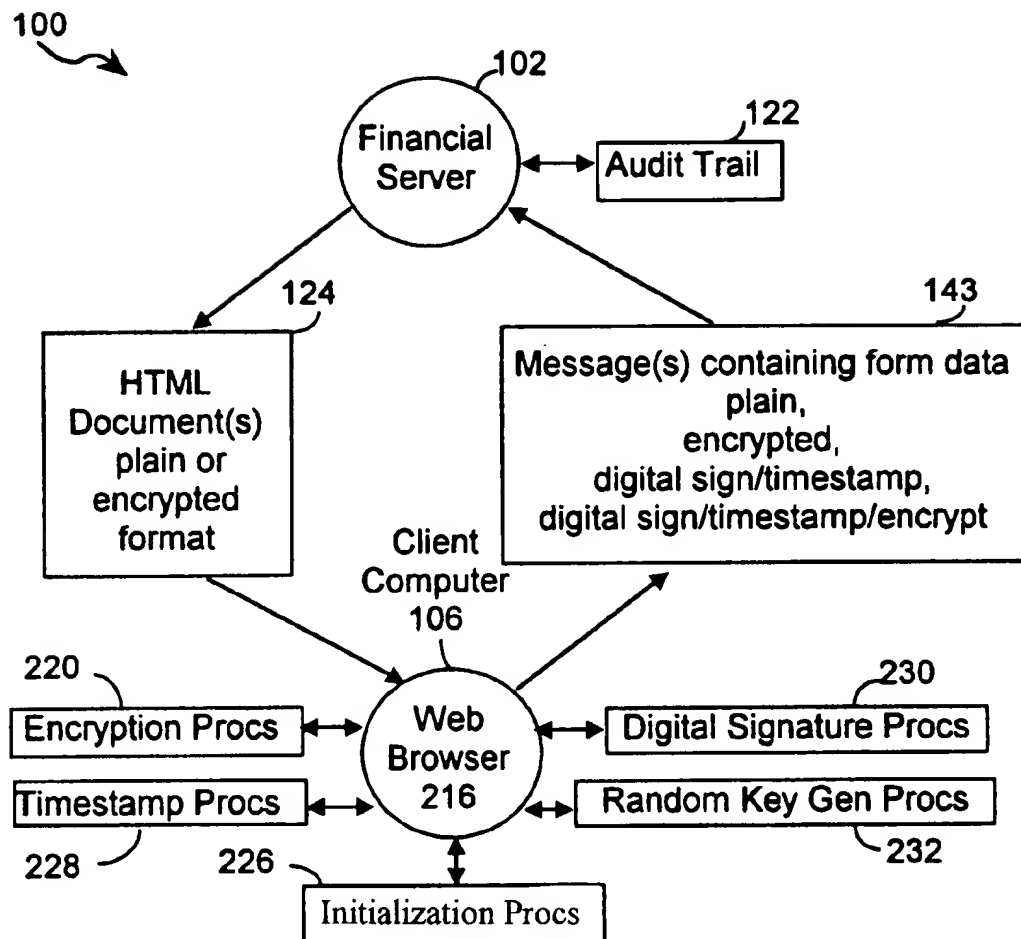 100
102
Financial
Server
122
Audit Trail
124
HTML
Document(s)
plain or
encrypted
format
143
Message(s) containing form data
plain,
encrypted,
digital sign/timestamp,
digital sign/timestamp/encrypt
Client
Computer
106
Web
Browser
216
220
Encryption Procs
230
Digital Signature Procs
Timestamp Procs
228
Random Key Gen Procs
232
226
Initialization Procs